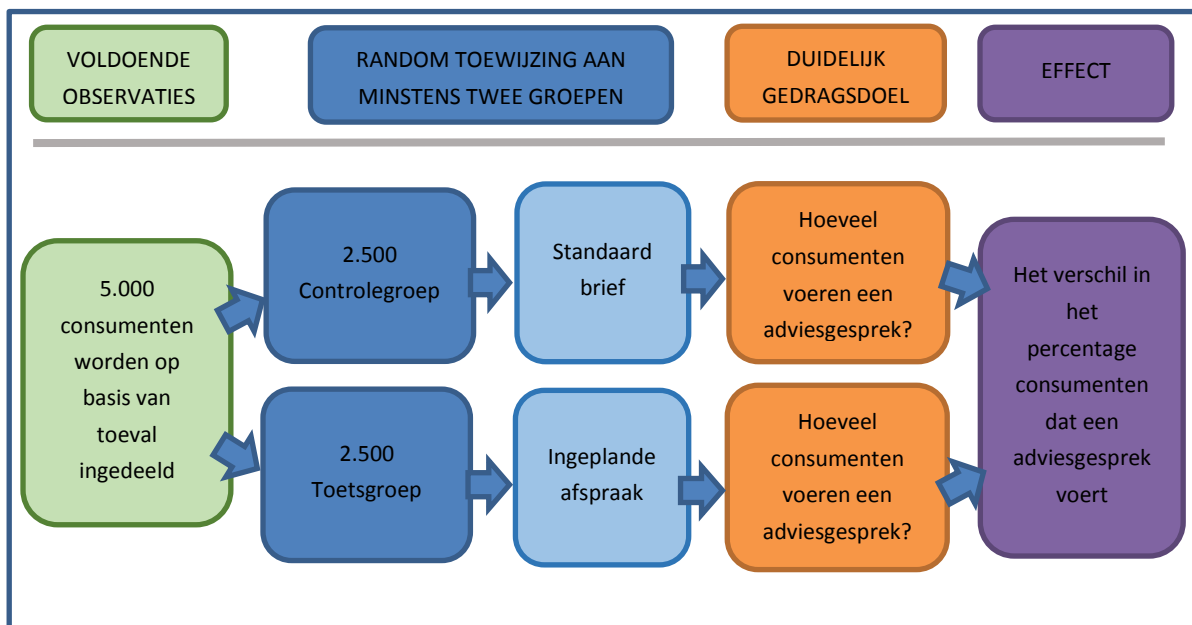 VOLDOENDE
OBSERVATIES
RANDOM TOEWIJZING AAN
MINSTENS TWEE GROEPEN
DUIDELIJK
GEDRAGSDOEL
EFFECT
5.000
consumenten
worden op
basis van
toeval
ingedeeld
2.500
Controlegroep
Standaard
brief
Hoeveel
consumenten
voeren een
adviesgesprek?
2.500
Toetsgroep
Ingeplande
afspraak
Hoeveel
consumenten
voeren een
adviesgesprek?
Het verschil in
het
percentage
consumenten
dat een
adviesgesprek
voert